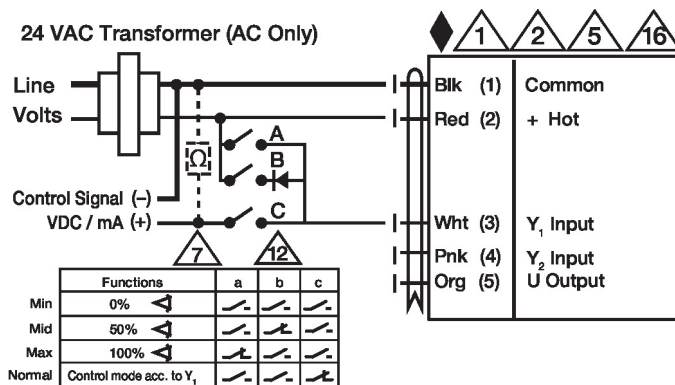 24 VAC Transformer (AC Only)
1 2 5 16
Line
Volts
Blk (1) Common
Red (2) + Hot
A
Ω
B
Control Signal (−)
VDC / mA (+)
C
Wht (3) Y₁ Input
Pnk (4) Y₂ Input
Org (5) U Output
7 12
Functions a b c
Min 0%
Mid 50%
Max 100%
Normal Control mode acc. to Y₁